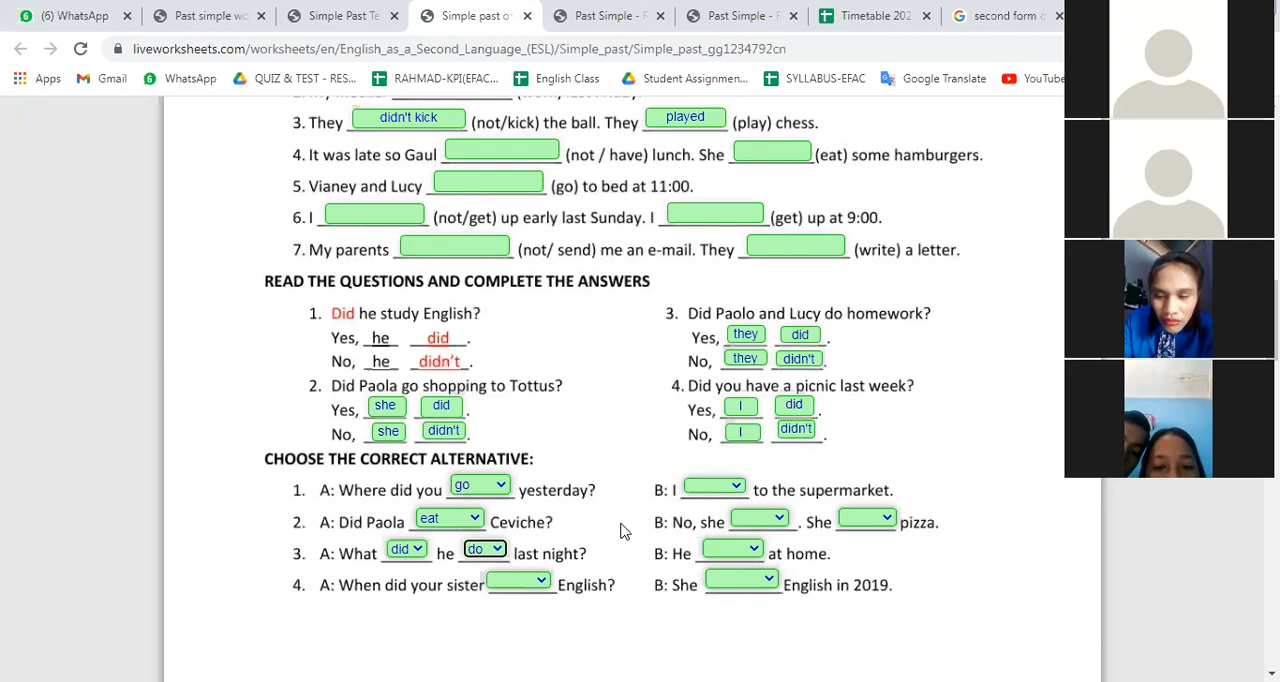 (6) WhatsApp
Past simple wo
Simple Past Te
Simple past or
Past Simple - R
Past Simple - R
Timetable 202
second form o
liveworksheets.com/worksheets/en/English_as_a_Second_Language_(ESL)/Simple_past/Simple_past_gg1234792cn
Apps Gmail WhatsApp QUIZ & TEST - RES... RAHMAD-KPI(EFAC... English Class Student Assignmen... SYLLABUS-EFAC Google Translate YouTube
3. They didn't kick (not/kick) the ball. They played (play) chess.
4. It was late so Gaul (not / have) lunch. She (eat) some hamburgers.
5. Vianey and Lucy (go) to bed at 11:00.
6. I (not/get) up early last Sunday. I (get) up at 9:00.
7. My parents (not/ send) me an e-mail. They (write) a letter.
READ THE QUESTIONS AND COMPLETE THE ANSWERS
1. Did he study English?
Yes, he did.
No, he didn't.
2. Did Paola go shopping to Tottus?
Yes, she did.
No, she didn't.
3. Did Paolo and Lucy do homework?
Yes, they did.
No, they didn't.
4. Did you have a picnic last week?
Yes, I did.
No, I didn't.
CHOOSE THE CORRECT ALTERNATIVE:
1. A: Where did you go yesterday? B: I to the supermarket.
2. A: Did Paola eat Ceviche? B: No, she . She pizza.
3. A: What did he do last night? B: He at home.
4. A: When did your sister English? B: She English in 2019.